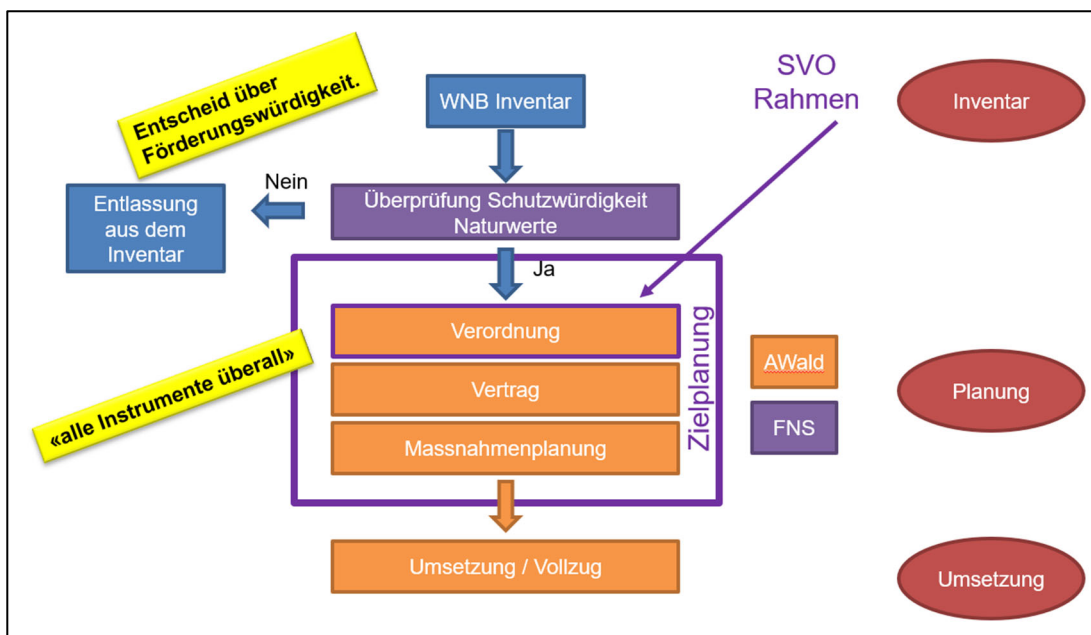 Entscheid über
Förderungswürdigkeit.
WNB Inventar
SVO
Rahmen
Inventar
Nein
Entlassung
aus dem
Inventar
Überprüfung Schutzwürdigkeit
Naturwerte
Ja
«alle Instrumente überall»
Verordnung
Vertrag
Massnahmenplanung
Zielplanung
AWald
FNS
Planung
Umsetzung / Vollzug
Umsetzung